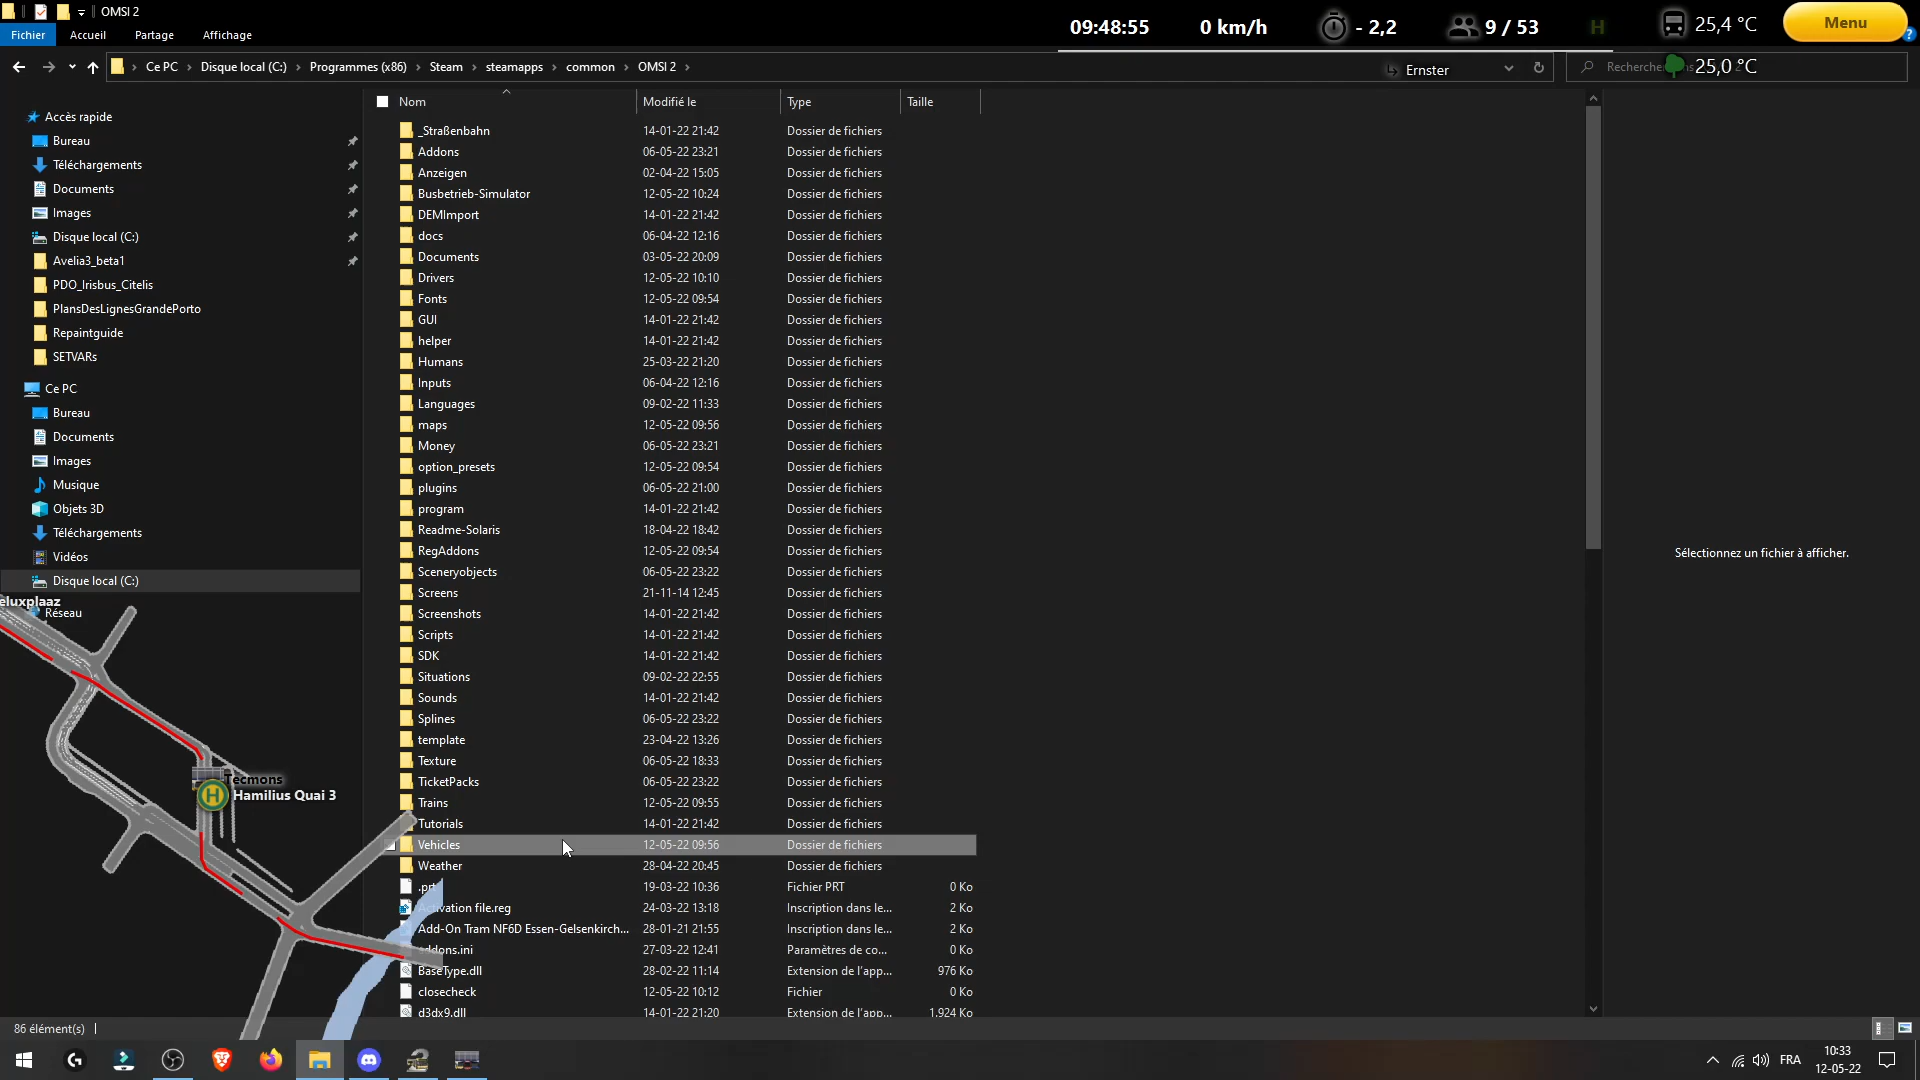 OMSI 2
Fichier Accueil Partage Affichage
09:48:55 0 km/h - 2,2 9 / 53 H 25,4 °C Menu
Ce PC Disque local (C:) Programmes (x86) Steam steamapps common OMSI 2
Ernster
25,0 °C
Nom Modifié le Type Taille
Accès rapide
Bureau
Téléchargements
Documents
Images
Disque local (C:)
Avelia3_beta1
PDO_Irisbus_Citelis
PlansDesLignesGrandePorto
Repaintguide
SETVARs
Ce PC
Bureau
Documents
Images
Musique
Objets 3D
Téléchargements
Vidéos
Disque local (C:)
Réseau
_Straßenbahn 14-01-22 21:42 Dossier de fichiers
Addons 06-05-22 23:21 Dossier de fichiers
Anzeigen 02-04-22 15:05 Dossier de fichiers
Busbetrieb-Simulator 12-05-22 10:24 Dossier de fichiers
DEMImport 14-01-22 21:42 Dossier de fichiers
docs 06-04-22 12:16 Dossier de fichiers
Documents 03-05-22 20:09 Dossier de fichiers
Drivers 12-05-22 10:10 Dossier de fichiers
Fonts 12-05-22 09:54 Dossier de fichiers
GUI 14-01-22 21:42 Dossier de fichiers
helper 14-01-22 21:42 Dossier de fichiers
Humans 25-03-22 21:20 Dossier de fichiers
Inputs 06-04-22 12:16 Dossier de fichiers
Languages 09-02-22 11:33 Dossier de fichiers
maps 12-05-22 09:56 Dossier de fichiers
Money 06-05-22 23:21 Dossier de fichiers
option_presets 12-05-22 09:54 Dossier de fichiers
plugins 06-05-22 21:00 Dossier de fichiers
program 14-01-22 21:42 Dossier de fichiers
Readme-Solaris 18-04-22 18:42 Dossier de fichiers
RegAddons 12-05-22 09:54 Dossier de fichiers
Sceneryobjects 06-05-22 23:22 Dossier de fichiers
Screens 21-11-14 12:45 Dossier de fichiers
Screenshots 14-01-22 21:42 Dossier de fichiers
Scripts 14-01-22 21:42 Dossier de fichiers
SDK 14-01-22 21:42 Dossier de fichiers
Situations 09-02-22 22:55 Dossier de fichiers
Sounds 14-01-22 21:42 Dossier de fichiers
Splines 06-05-22 23:22 Dossier de fichiers
template 23-04-22 13:26 Dossier de fichiers
Texture 06-05-22 18:33 Dossier de fichiers
TicketPacks 06-05-22 23:22 Dossier de fichiers
Trains 12-05-22 09:55 Dossier de fichiers
Tutorials 14-01-22 21:42 Dossier de fichiers
Vehicles 12-05-22 09:56 Dossier de fichiers
Weather 28-04-22 20:45 Dossier de fichiers
.prt 19-03-22 10:36 Fichier PRT 0 Ko
Activation file.reg 24-03-22 13:18 Inscription dans le... 2 Ko
Add-On Tram NF6D Essen-Gelsenkirch... 28-01-21 21:55 Inscription dans le... 2 Ko
addons.ini 27-03-22 12:41 Paramètres de co... 0 Ko
BaseType.dll 28-02-22 11:14 Extension de l'app... 976 Ko
closecheck 12-05-22 10:12 Fichier 0 Ko
d3dx9.dll 14-01-22 21:20 Extension de l'app... 1.924 Ko
Sélectionnez un fichier à afficher.
eluxplaaz
Tecmons
H Hamilius Quai 3
86 élément(s)
FRA
10:33
12-05-22